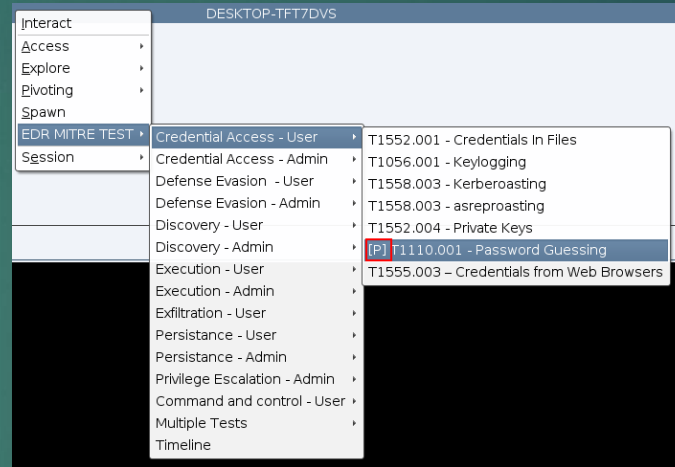 DESKTOP-TFT7DVS
Interact
Access
Explore
Pivoting
Spawn
EDR MITRE TEST
Session
Credential Access - User
Credential Access - Admin
Defense Evasion  - User
Defense Evasion - Admin
Discovery - User
Discovery - Admin
Execution - User
Execution - Admin
Exfiltration - User
Persistance - User
Persistance - Admin
Privilege Escalation - Admin
Command and control - User
Multiple Tests
Timeline
T1552.001 - Credentials In Files
T1056.001 - Keylogging
T1558.003 - Kerberoasting
T1558.003 - asreproasting
T1552.004 - Private Keys
[P] T1110.001 - Password Guessing
T1555.003 – Credentials from Web Browsers